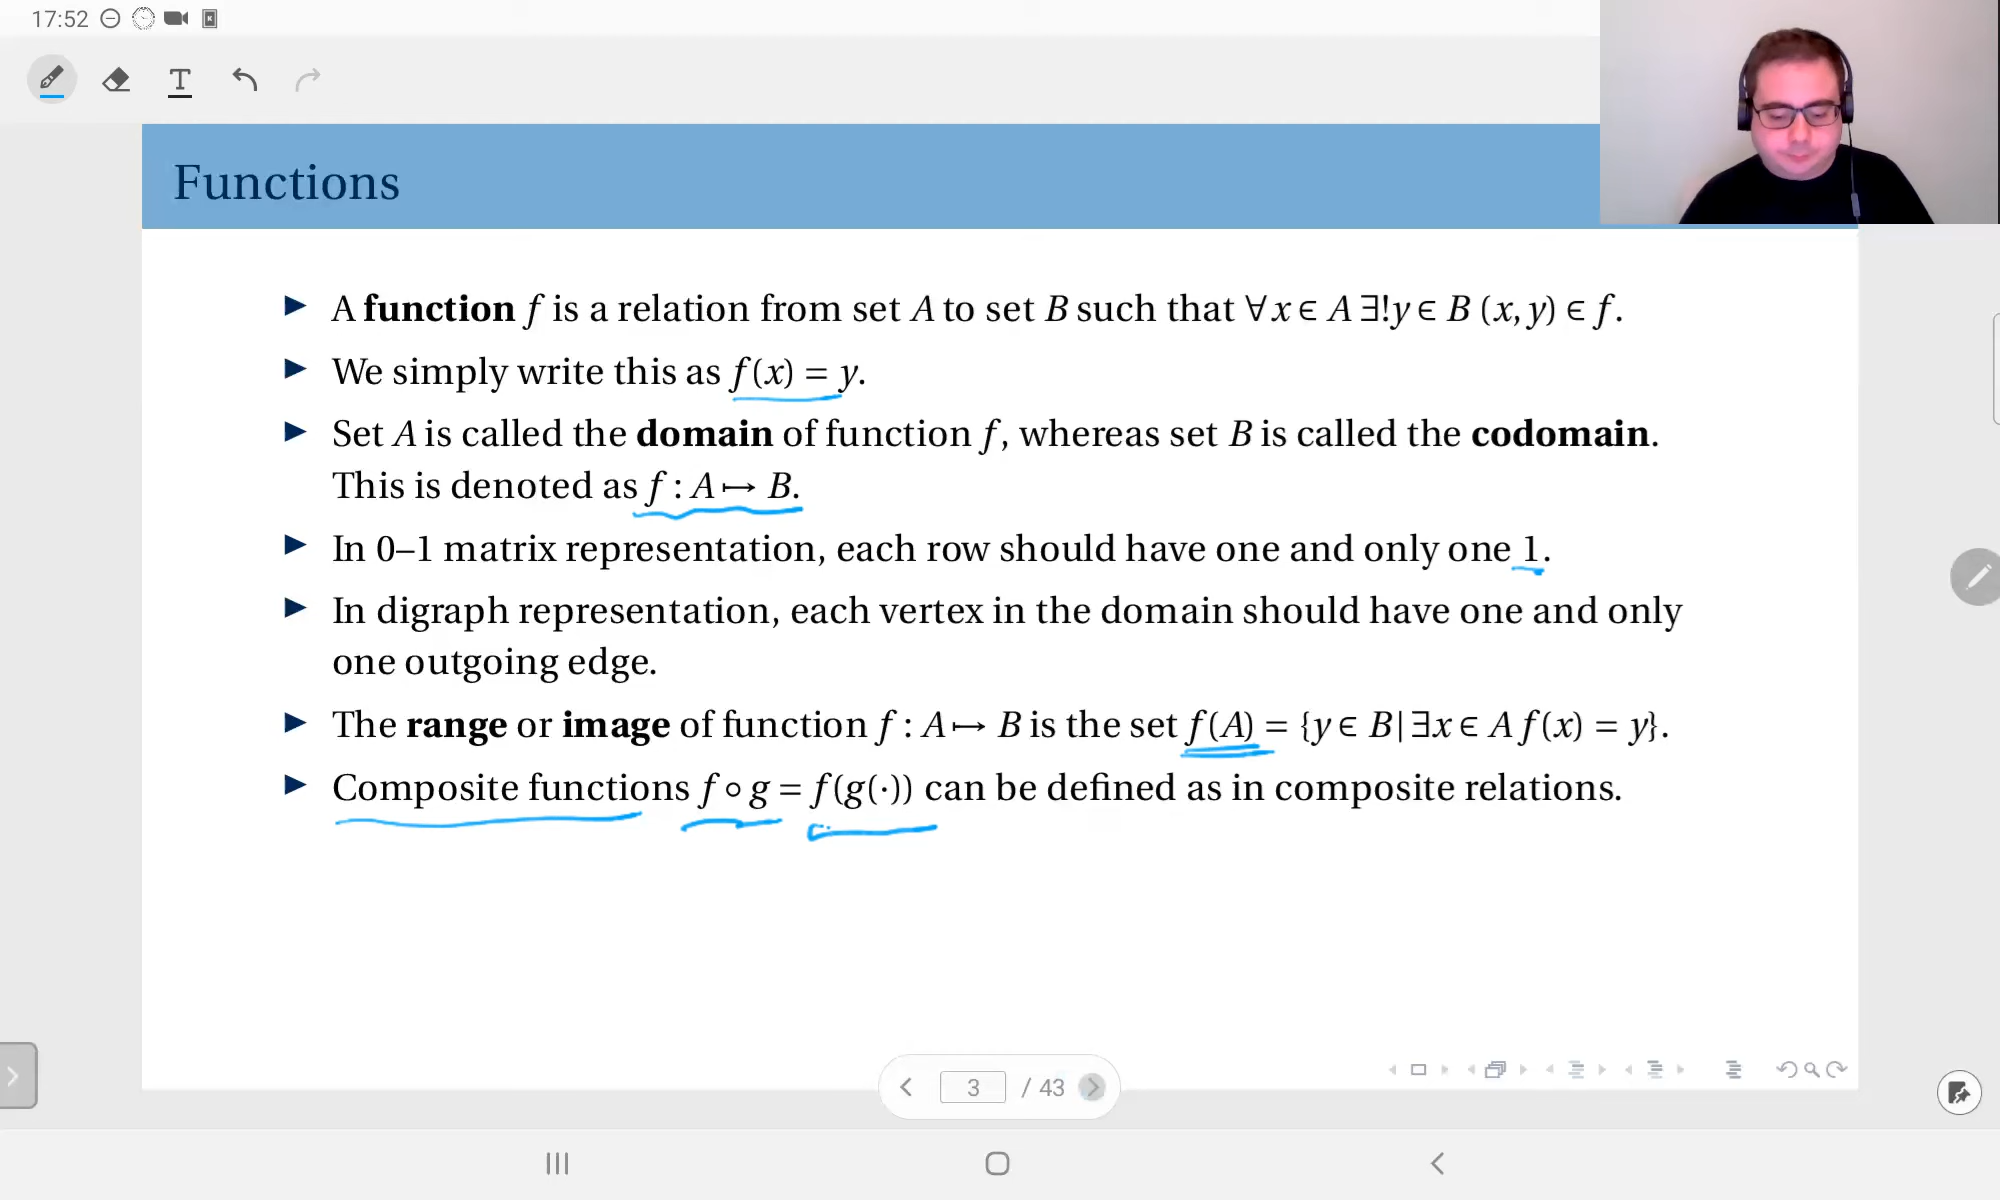 17:52
T
Functions
A function f is a relation from set A to set B such that ∀x ∈ A ∃!y ∈ B (x, y) ∈ f.
We simply write this as f(x) = y.
Set A is called the domain of function f, whereas set B is called the codomain.
This is denoted as f : A ↦ B.
In 0–1 matrix representation, each row should have one and only one 1.
In digraph representation, each vertex in the domain should have one and only
one outgoing edge.
The range or image of function f : A ↦ B is the set f(A) = {y ∈ B| ∃x ∈ A f(x) = y}.
Composite functions f ∘ g = f(g(·)) can be defined as in composite relations.
3 / 43